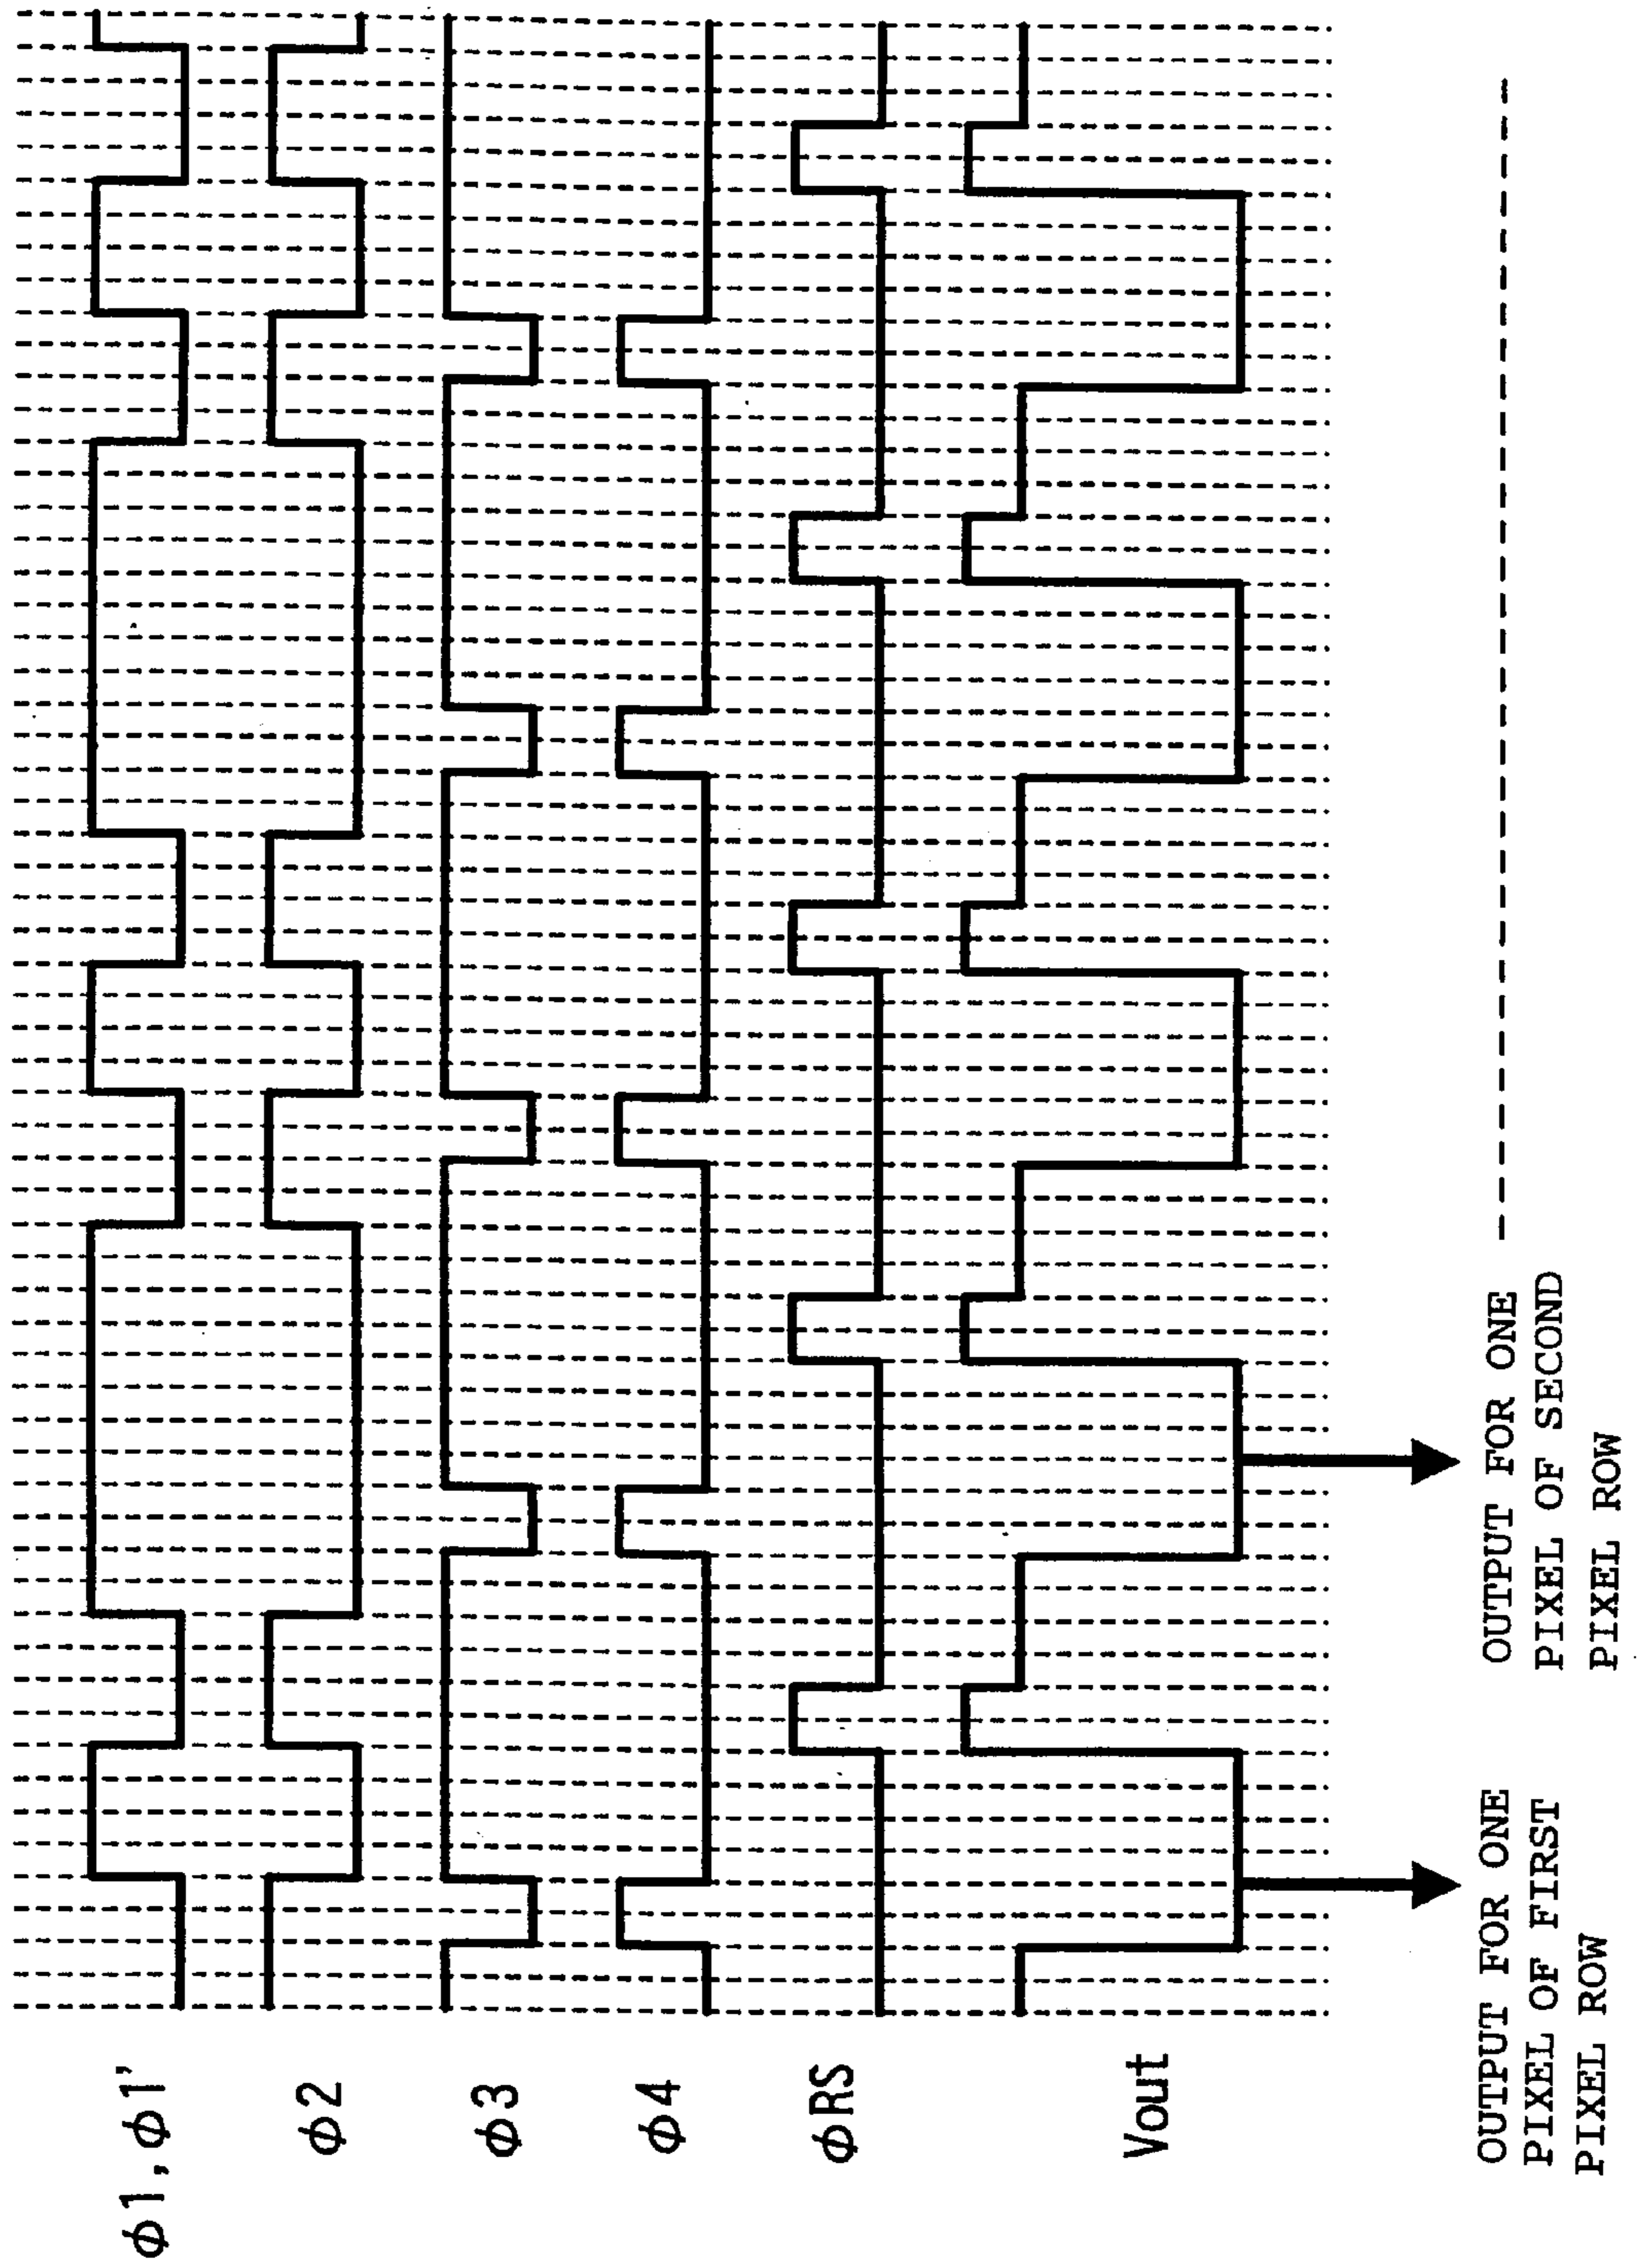 ϕ1,ϕ1'
ϕ2
ϕ3
ϕ4
ϕRS
Vout
OUTPUT FOR ONE
PIXEL OF FIRST
PIXEL ROW
OUTPUT FOR ONE
PIXEL OF SECOND
PIXEL ROW